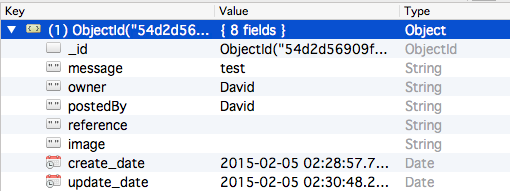 Key Value Type
(1) ObjectId("54d2d56... { 8 fields } Object
_id ObjectId("54d2d56909f... ObjectId
message test String
owner David String
postedBy David String
reference String
image String
create_date 2015-02-05 02:28:57.7... Date
update_date 2015-02-05 02:30:48.2... Date